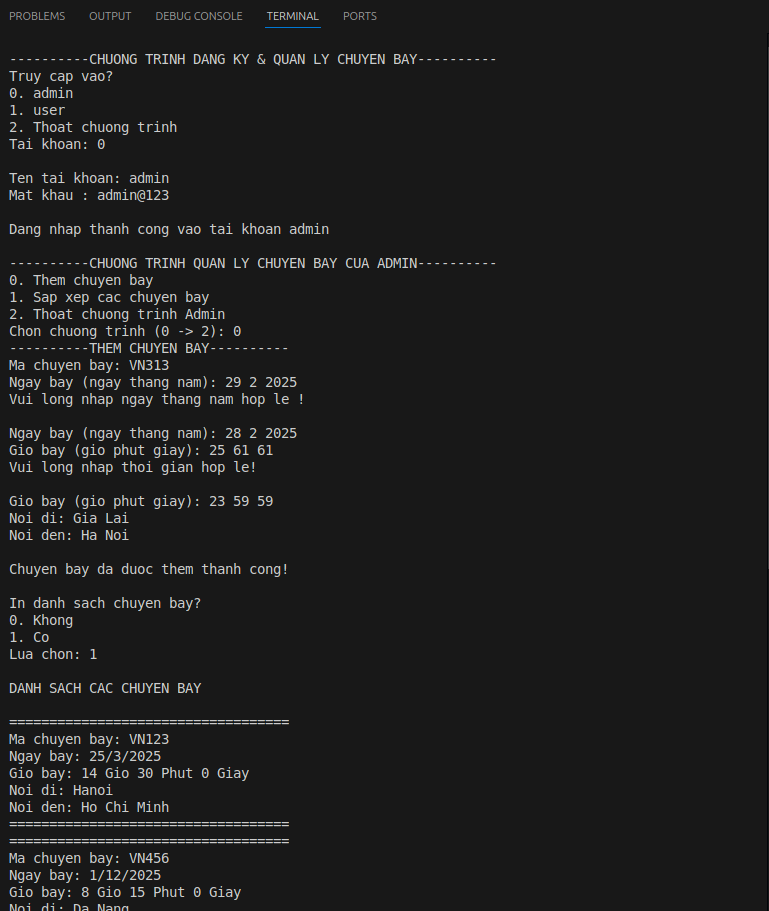 PROBLEMS OUTPUT DEBUG CONSOLE TERMINAL PORTS
----------CHUONG TRINH DANG KY & QUAN LY CHUYEN BAY----------
Truy cap vao?
0. admin
1. user
2. Thoat chuong trinh
Tai khoan: 0
Ten tai khoan: admin
Mat khau : admin@123
Dang nhap thanh cong vao tai khoan admin
----------CHUONG TRINH QUAN LY CHUYEN BAY CUA ADMIN----------
0. Them chuyen bay
1. Sap xep cac chuyen bay
2. Thoat chuong trinh Admin
Chon chuong trinh (0 -> 2): 0
----------THEM CHUYEN BAY----------
Ma chuyen bay: VN313
Ngay bay (ngay thang nam): 29 2 2025
Vui long nhap ngay thang nam hop le !
Ngay bay (ngay thang nam): 28 2 2025
Gio bay (gio phut giay): 25 61 61
Vui long nhap thoi gian hop le!
Gio bay (gio phut giay): 23 59 59
Noi di: Gia Lai
Noi den: Ha Noi
Chuyen bay da duoc them thanh cong!
In danh sach chuyen bay?
0. Khong
1. Co
Lua chon: 1
DANH SACH CAC CHUYEN BAY
===================================
Ma chuyen bay: VN123
Ngay bay: 25/3/2025
Gio bay: 14 Gio 30 Phut 0 Giay
Noi di: Hanoi
Noi den: Ho Chi Minh
===================================
===================================
Ma chuyen bay: VN456
Ngay bay: 1/12/2025
Gio bay: 8 Gio 15 Phut 0 Giay
Noi di: Da Nang